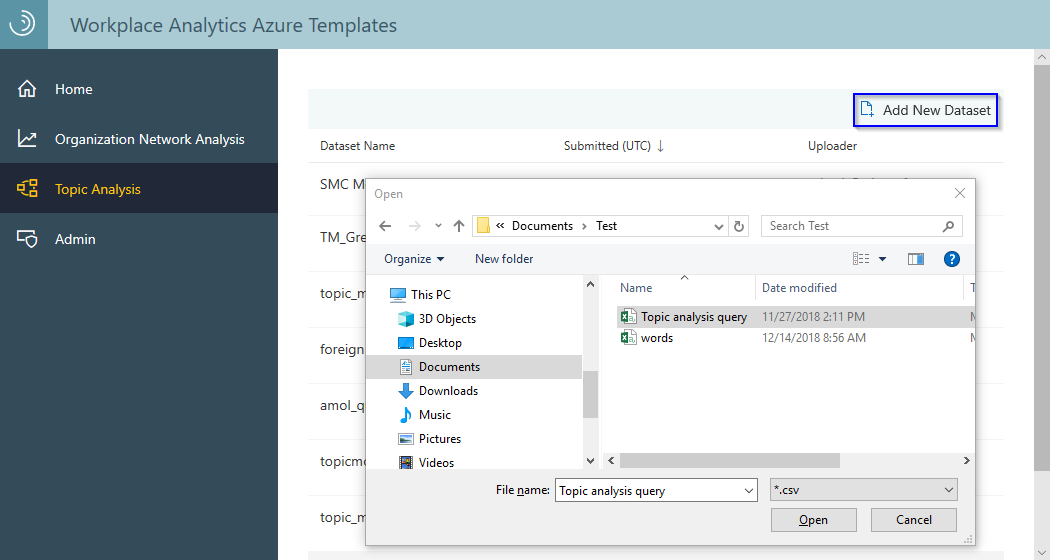 Workplace Analytics Azure Templates
Home
Organization Network Analysis
Topic Analysis
Admin
Add New Dataset
Dataset Name Submitted (UTC) ↓ Uploader
SMC M
TM_Gre
topic_m
foreign
amol_q
topicmo
topic_m
Open
« Documents › Test
Search Test
Organize New folder
Name Date modified T
This PC
3D Objects
Desktop
Documents
Downloads
Music
Pictures
Videos
Topic analysis query 11/27/2018 2:11 PM
words 12/14/2018 8:56 AM
File name: Topic analysis query *.csv
Open Cancel